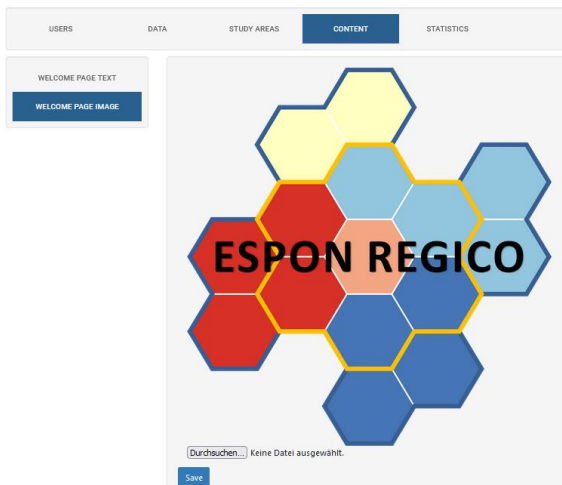 USERS DATA STUDY AREAS CONTENT STATISTICS
WELCOME PAGE TEXT
WELCOME PAGE IMAGE
ESPON REGICO
Durchsuchen... Keine Datei ausgewählt.
Save